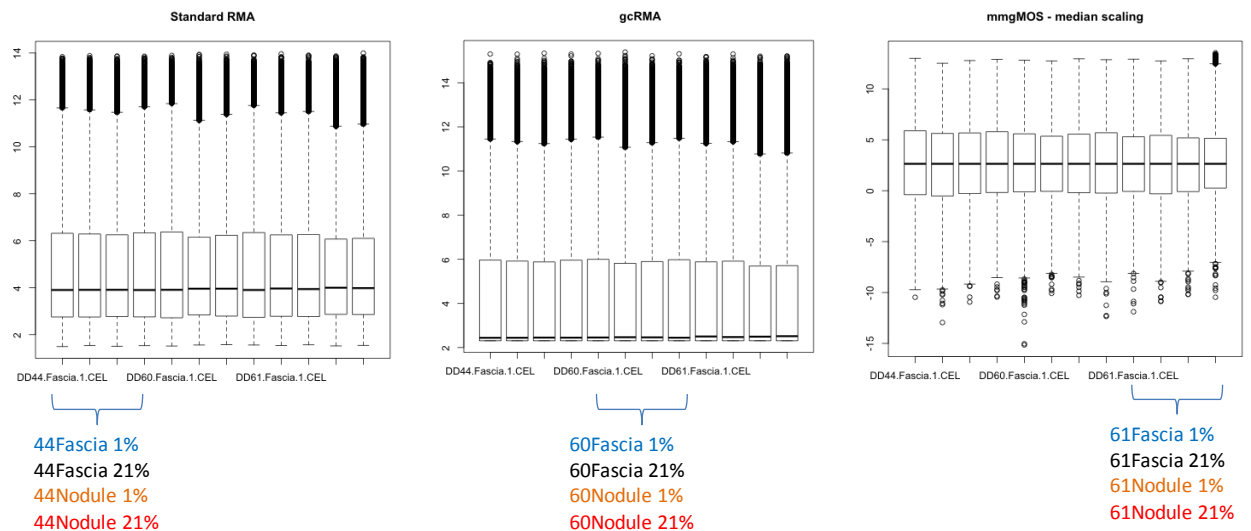 Standard RMA
gcRMA
mmgMOS - median scaling
14
12
10
8
6
4
2
DD44.Fascia.1.CEL
DD60.Fascia.1.CEL
DD61.Fascia.1.CEL
14
12
10
8
6
4
2
DD44.Fascia.1.CEL
DD60.Fascia.1.CEL
DD61.Fascia.1.CEL
10
5
0
-5
-10
-15
DD44.Fascia.1.CEL
DD60.Fascia.1.CEL
DD61.Fascia.1.CEL
44Fascia 1%
44Fascia 21%
44Nodule 1%
44Nodule 21%
60Fascia 1%
60Fascia 21%
60Nodule 1%
60Nodule 21%
61Fascia 1%
61Fascia 21%
61Nodule 1%
61Nodule 21%